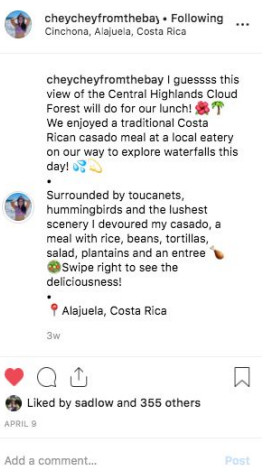 cheycheyfromthebay • Following
Cinchona, Alajuela, Costa Rica
cheycheyfromthebay I guessss this
view of the Central Highlands Cloud
Forest will do for our lunch! 🌺🌴
We enjoyed a traditional Costa
Rican casado meal at a local eatery
on our way to explore waterfalls this
day! 💦💫
•
Surrounded by toucanets,
hummingbirds and the lushest
scenery I devoured my casado, a
meal with rice, beans, tortillas,
salad, plantains and an entree 🍗
🥗Swipe right to see the
deliciousness!
•
📍Alajuela, Costa Rica
3w
Liked by sadlow and 355 others
APRIL 9
Add a comment... Post